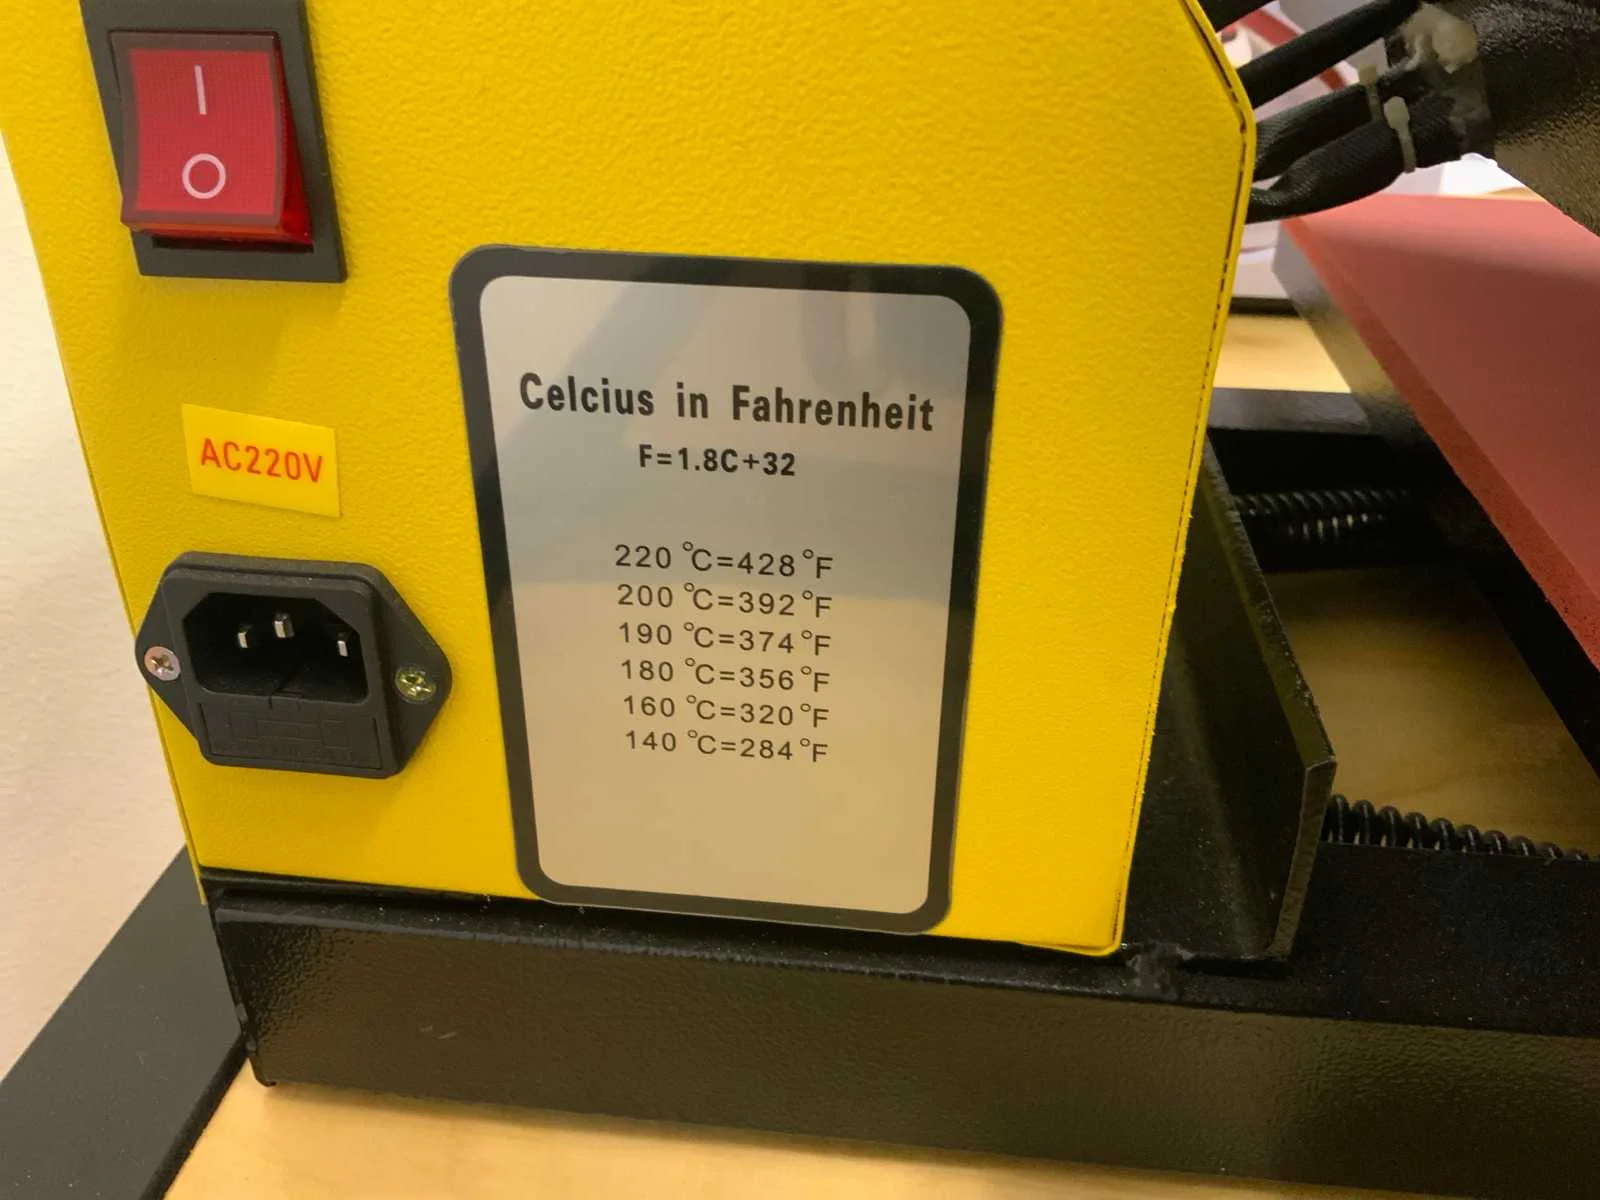 I
O
Celcius in Fahrenheit
F=1.8C+32
AC220V
220 °C=428 °F
200 °C=392 °F
190 °C=374 °F
180 °C=356 °F
160 °C=320 °F
140 °C=284 °F